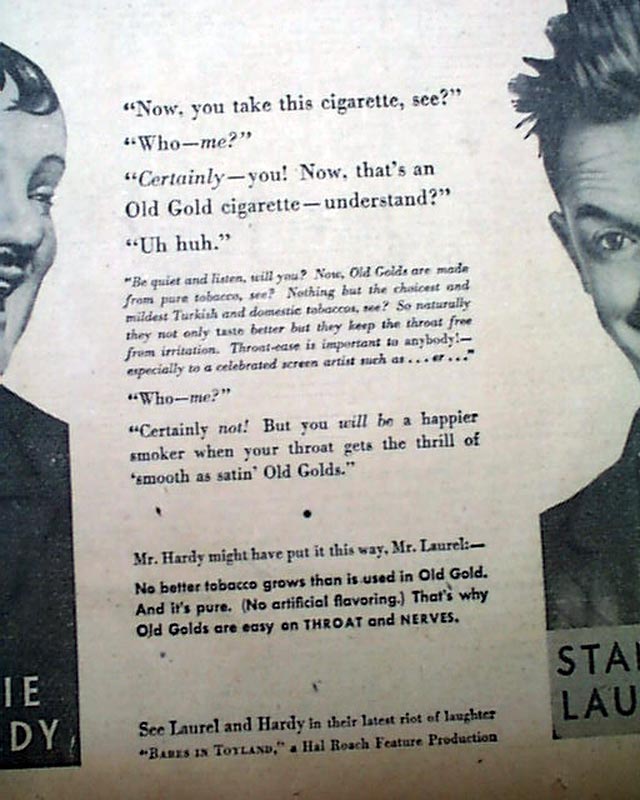 “Now, you take this cigarette, see?”
“Who—me?”
“Certainly—you! Now, that's an
Old Gold cigarette—understand?”
“Uh huh.”
“Be quiet and listen, will you? Now, Old Golds are made
from pure tobacco, see? Nothing but the choicest and
mildest Turkish and domestic tobaccos, see? So naturally
they not only taste better but they keep the throat free
from irritation. Throat-ease is important to anybody!—
especially to a celebrated screen artist such as . . . er . . .”
“Who—me?”
“Certainly not! But you will be a happier
smoker when your throat gets the thrill of
‘smooth as satin’ Old Golds.”
Mr. Hardy might have put it this way, Mr. Laurel:—
No better tobacco grows than is used in Old Gold.
And it's pure. (No artificial flavoring.) That's why
Old Golds are easy on THROAT and NERVES.
See Laurel and Hardy in their latest riot of laughter
“BABES IN TOYLAND,” a Hal Roach Feature Production
IE
DY
STA
LAU